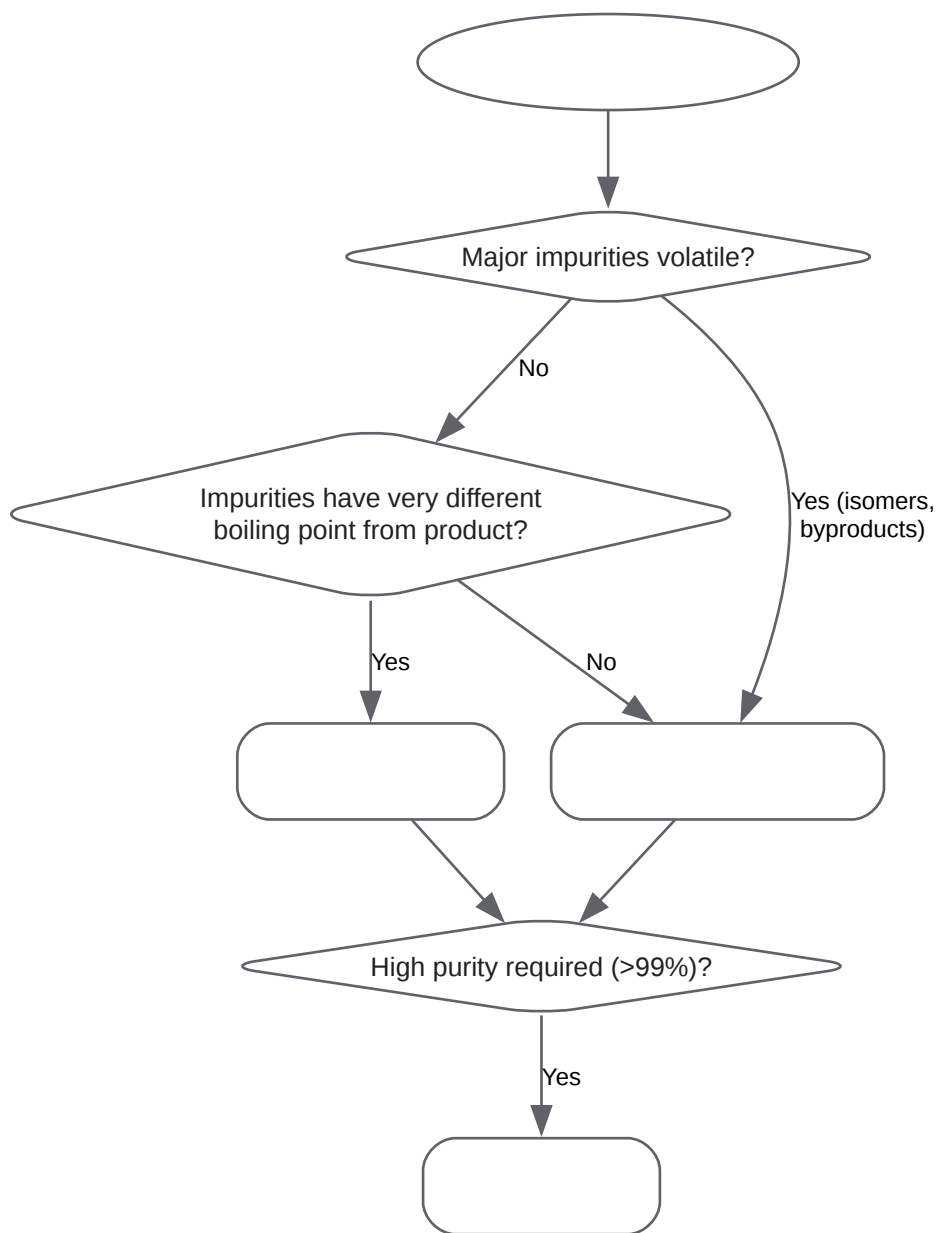 Major impurities volatile?
No
Impurities have very different
boiling point from product?
Yes (isomers,
byproducts)
Yes
No
High purity required (>99%)?
Yes